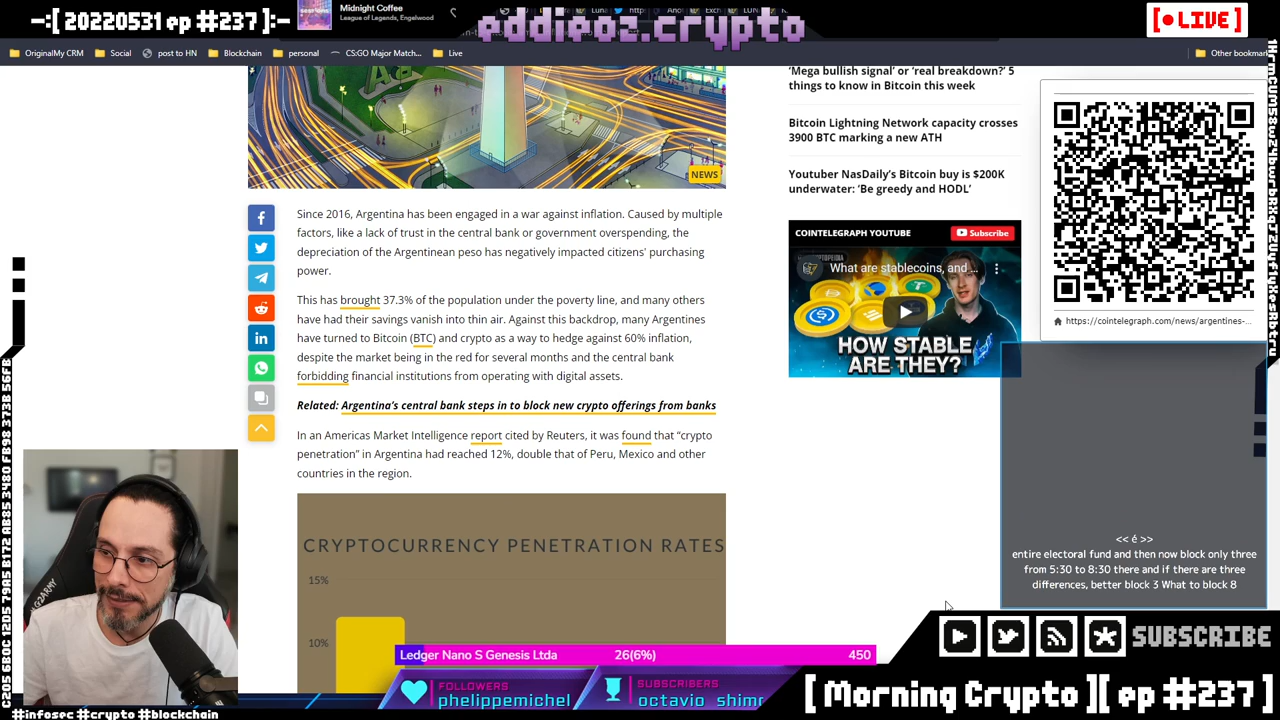 -:[ 20220531 ep #237 ]:-
Midnight Coffee
League of Legends, Engelwood
eddieoz.crypto
[ • LIVE ]
OriginalMy CRM
Social
post to HN
Blockchain
personal
CS:GO Major Match...
Live
Other bookmar
NEWS
Since 2016, Argentina has been engaged in a war against inflation. Caused by multiple
factors, like a lack of trust in the central bank or government overspending, the
depreciation of the Argentinean peso has negatively impacted citizens' purchasing
power.
This has brought 37.3% of the population under the poverty line, and many others
have had their savings vanish into thin air. Against this backdrop, many Argentines
have turned to Bitcoin (BTC) and crypto as a way to hedge against 60% inflation,
despite the market being in the red for several months and the central bank
forbidding financial institutions from operating with digital assets.
Related: Argentina's central bank steps in to block new crypto offerings from banks
In an Americas Market Intelligence report cited by Reuters, it was found that “crypto
penetration” in Argentina had reached 12%, double that of Peru, Mexico and other
countries in the region.
CRYPTOCURRENCY PENETRATION RATES
15%
10%
‘Mega bullish signal’ or ‘real breakdown?’ 5
things to know in Bitcoin this week
Bitcoin Lightning Network capacity crosses
3900 BTC marking a new ATH
Youtuber NasDaily’s Bitcoin buy is $200K
underwater: ‘Be greedy and HODL’
COINTELEGRAPH YOUTUBE
Subscribe
What are stablecoins, and ...
HOW STABLE
ARE THEY?
https://cointelegraph.com/news/argentines-...
<< é >>
entire electoral fund and then now block only three
from 5:30 to 8:30 there and if there are three
differences, better block 3 What to block 8
Ledger Nano S Genesis Ltda
26(6%)
450
FOLLOWERS
phelippemichel
SUBSCRIBERS
octavio_shim
SUBSCRIBE
[ Morning Crypto ][ ep #237 ]
#infosec #crypto #blockchain